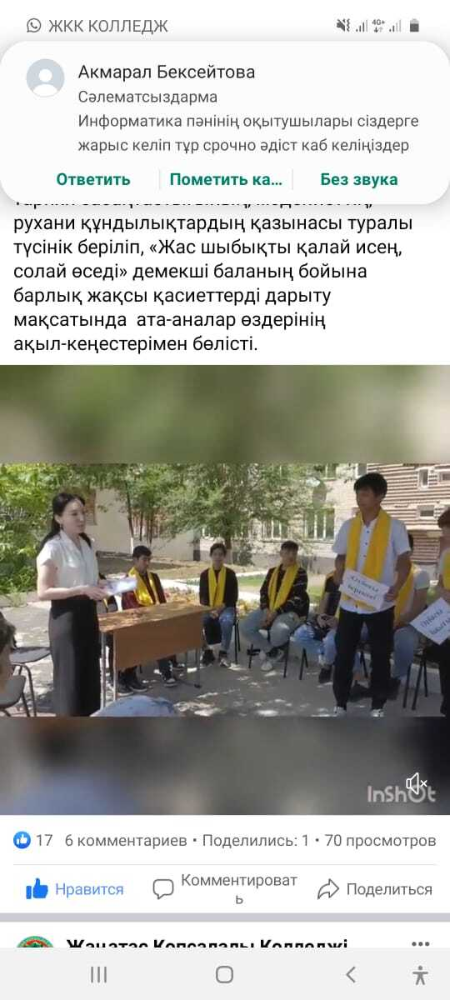 ЖКК КОЛЛЕДЖ
4G+
Акмарал Бексейтова
Сәлематсыздарма
Информатика пәнінің оқытушылары сіздерге
жарыс келіп тұр срочно әдіст каб келіңіздер
Ответить
Пометить ка...
Без звука
рухани құндылықтардың қазынасы туралы
түсінік беріліп, «Жас шыбықты қалай исең,
солай өседі» демекші баланың бойына
барлық жақсы қасиеттерді дарыту
мақсатында ата-аналар өздерінің
ақыл-кеңестерімен бөлісті.
InShOt
17 6 комментариев • Поделились: 1 • 70 просмотров
Нравится
Комментироват
ь
Поделиться
Жаңатас Көпсалалы Колледжі